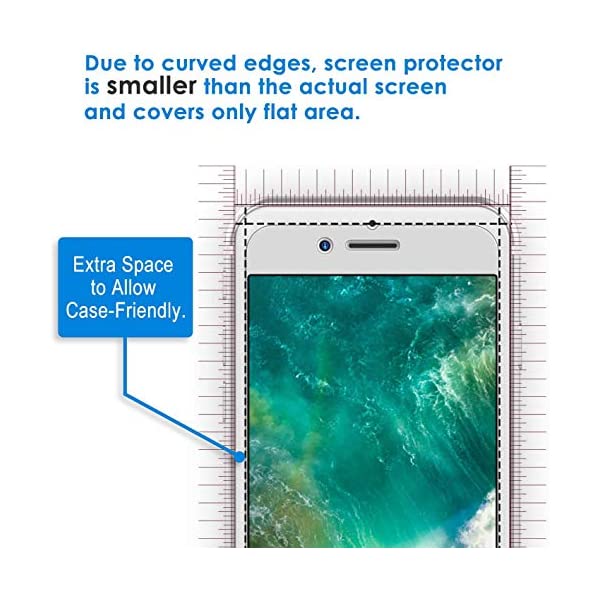 Due to curved edges, screen protector
is smaller than the actual screen
and covers only flat area.
Extra Space
to Allow
Case-Friendly.